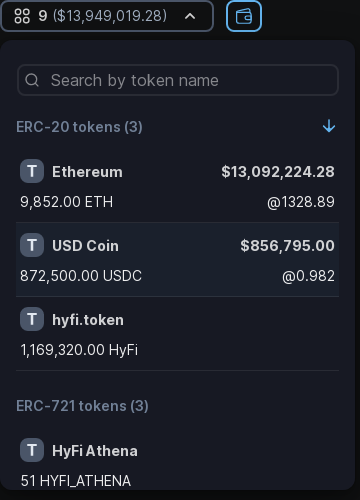 9 ($13,949,019.28)
Search by token name
ERC-20 tokens (3)
T Ethereum $13,092,224.28
9,852.00 ETH @1328.89
T USD Coin $856,795.00
872,500.00 USDC @0.982
T hyfi.token
1,169,320.00 HyFi
ERC-721 tokens (3)
T HyFi Athena
51 HYFI_ATHENA